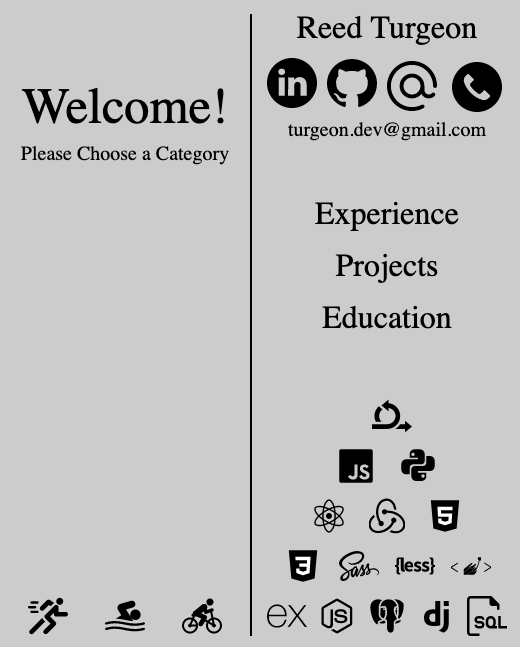 Welcome!
Please Choose a Category
Reed Turgeon
in
turgeon.dev@gmail.com
Experience
Projects
Education
JS
5
3 Sass {less} < >
ex JS dj SQL